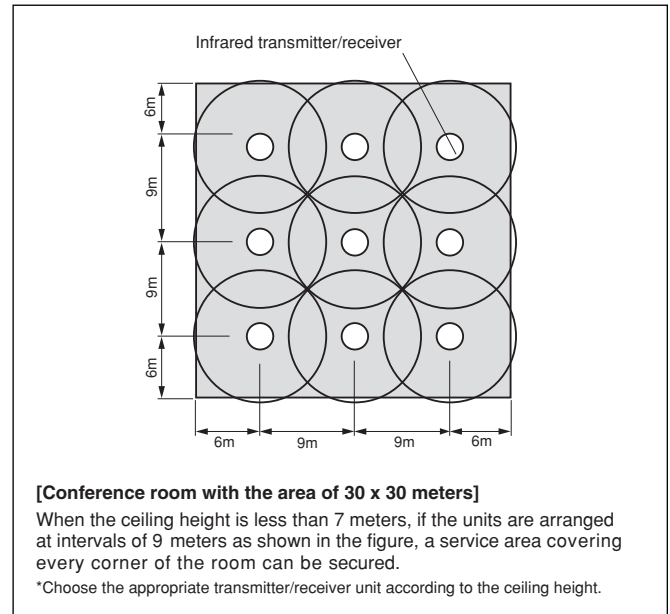 Infrared transmitter/receiver
6m
9m
9m
6m
6m
9m
9m
6m
[Conference room with the area of 30 x 30 meters]
When the ceiling height is less than 7 meters, if the units are arranged
at intervals of 9 meters as shown in the figure, a service area covering
every corner of the room can be secured.
*Choose the appropriate transmitter/receiver unit according to the ceiling height.